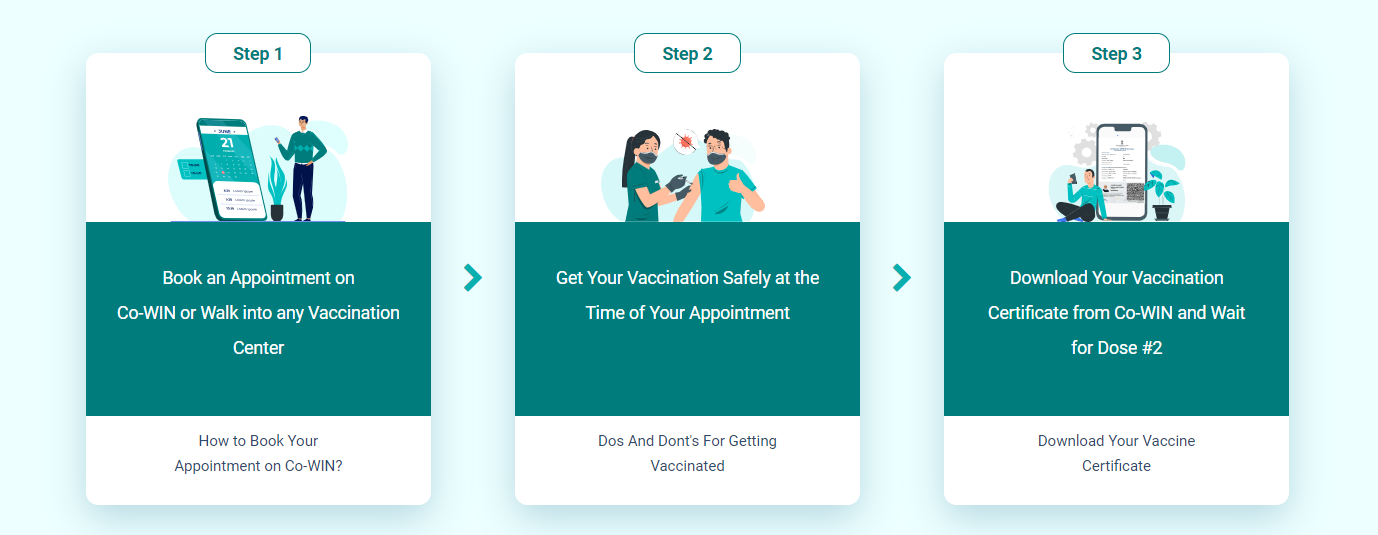 Step 1
JUNE
21
Book an Appointment on
Co-WIN or Walk into any Vaccination
Center
How to Book Your
Appointment on Co-WIN?
Step 2
Get Your Vaccination Safely at the
Time of Your Appointment
Dos And Dont's For Getting
Vaccinated
Step 3
Download Your Vaccination
Certificate from Co-WIN and Wait
for Dose #2
Download Your Vaccine
Certificate